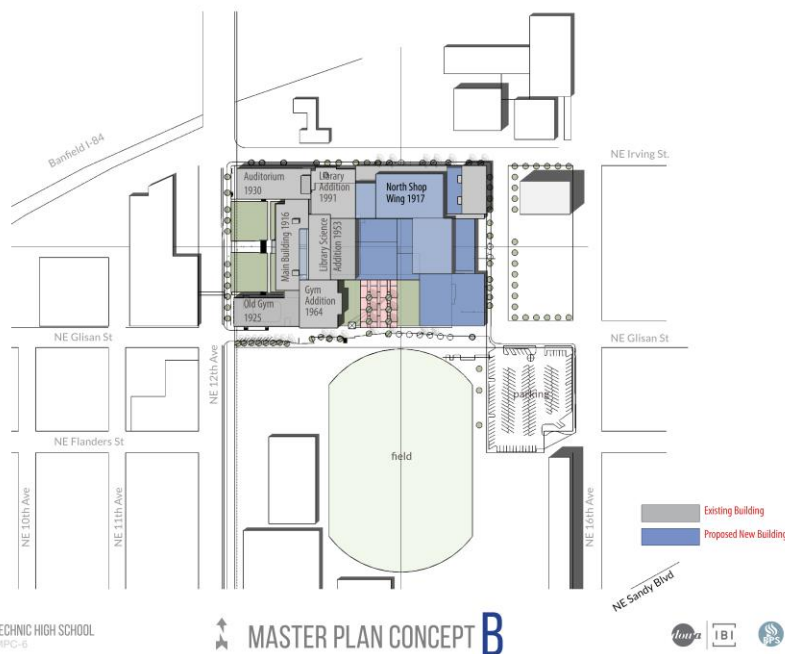 Banfield I-84
NE Irving St.
Auditorium
1930
Library
Addition
1991
North Shop
Wing 1917
Main Building 1916
Library Science
Addition 1953
Old Gym
1925
Gym
Addition
1964
NE Glisan St
NE Glisan St
NE 12th Ave
parking
NE Flanders St
field
NE 10th Ave
NE 11th Ave
NE 16th Ave
Existing Building
Proposed New Building
NE Sandy Blvd
ECHNIC HIGH SCHOOL
MPC-6
MASTER PLAN CONCEPT B
IBI